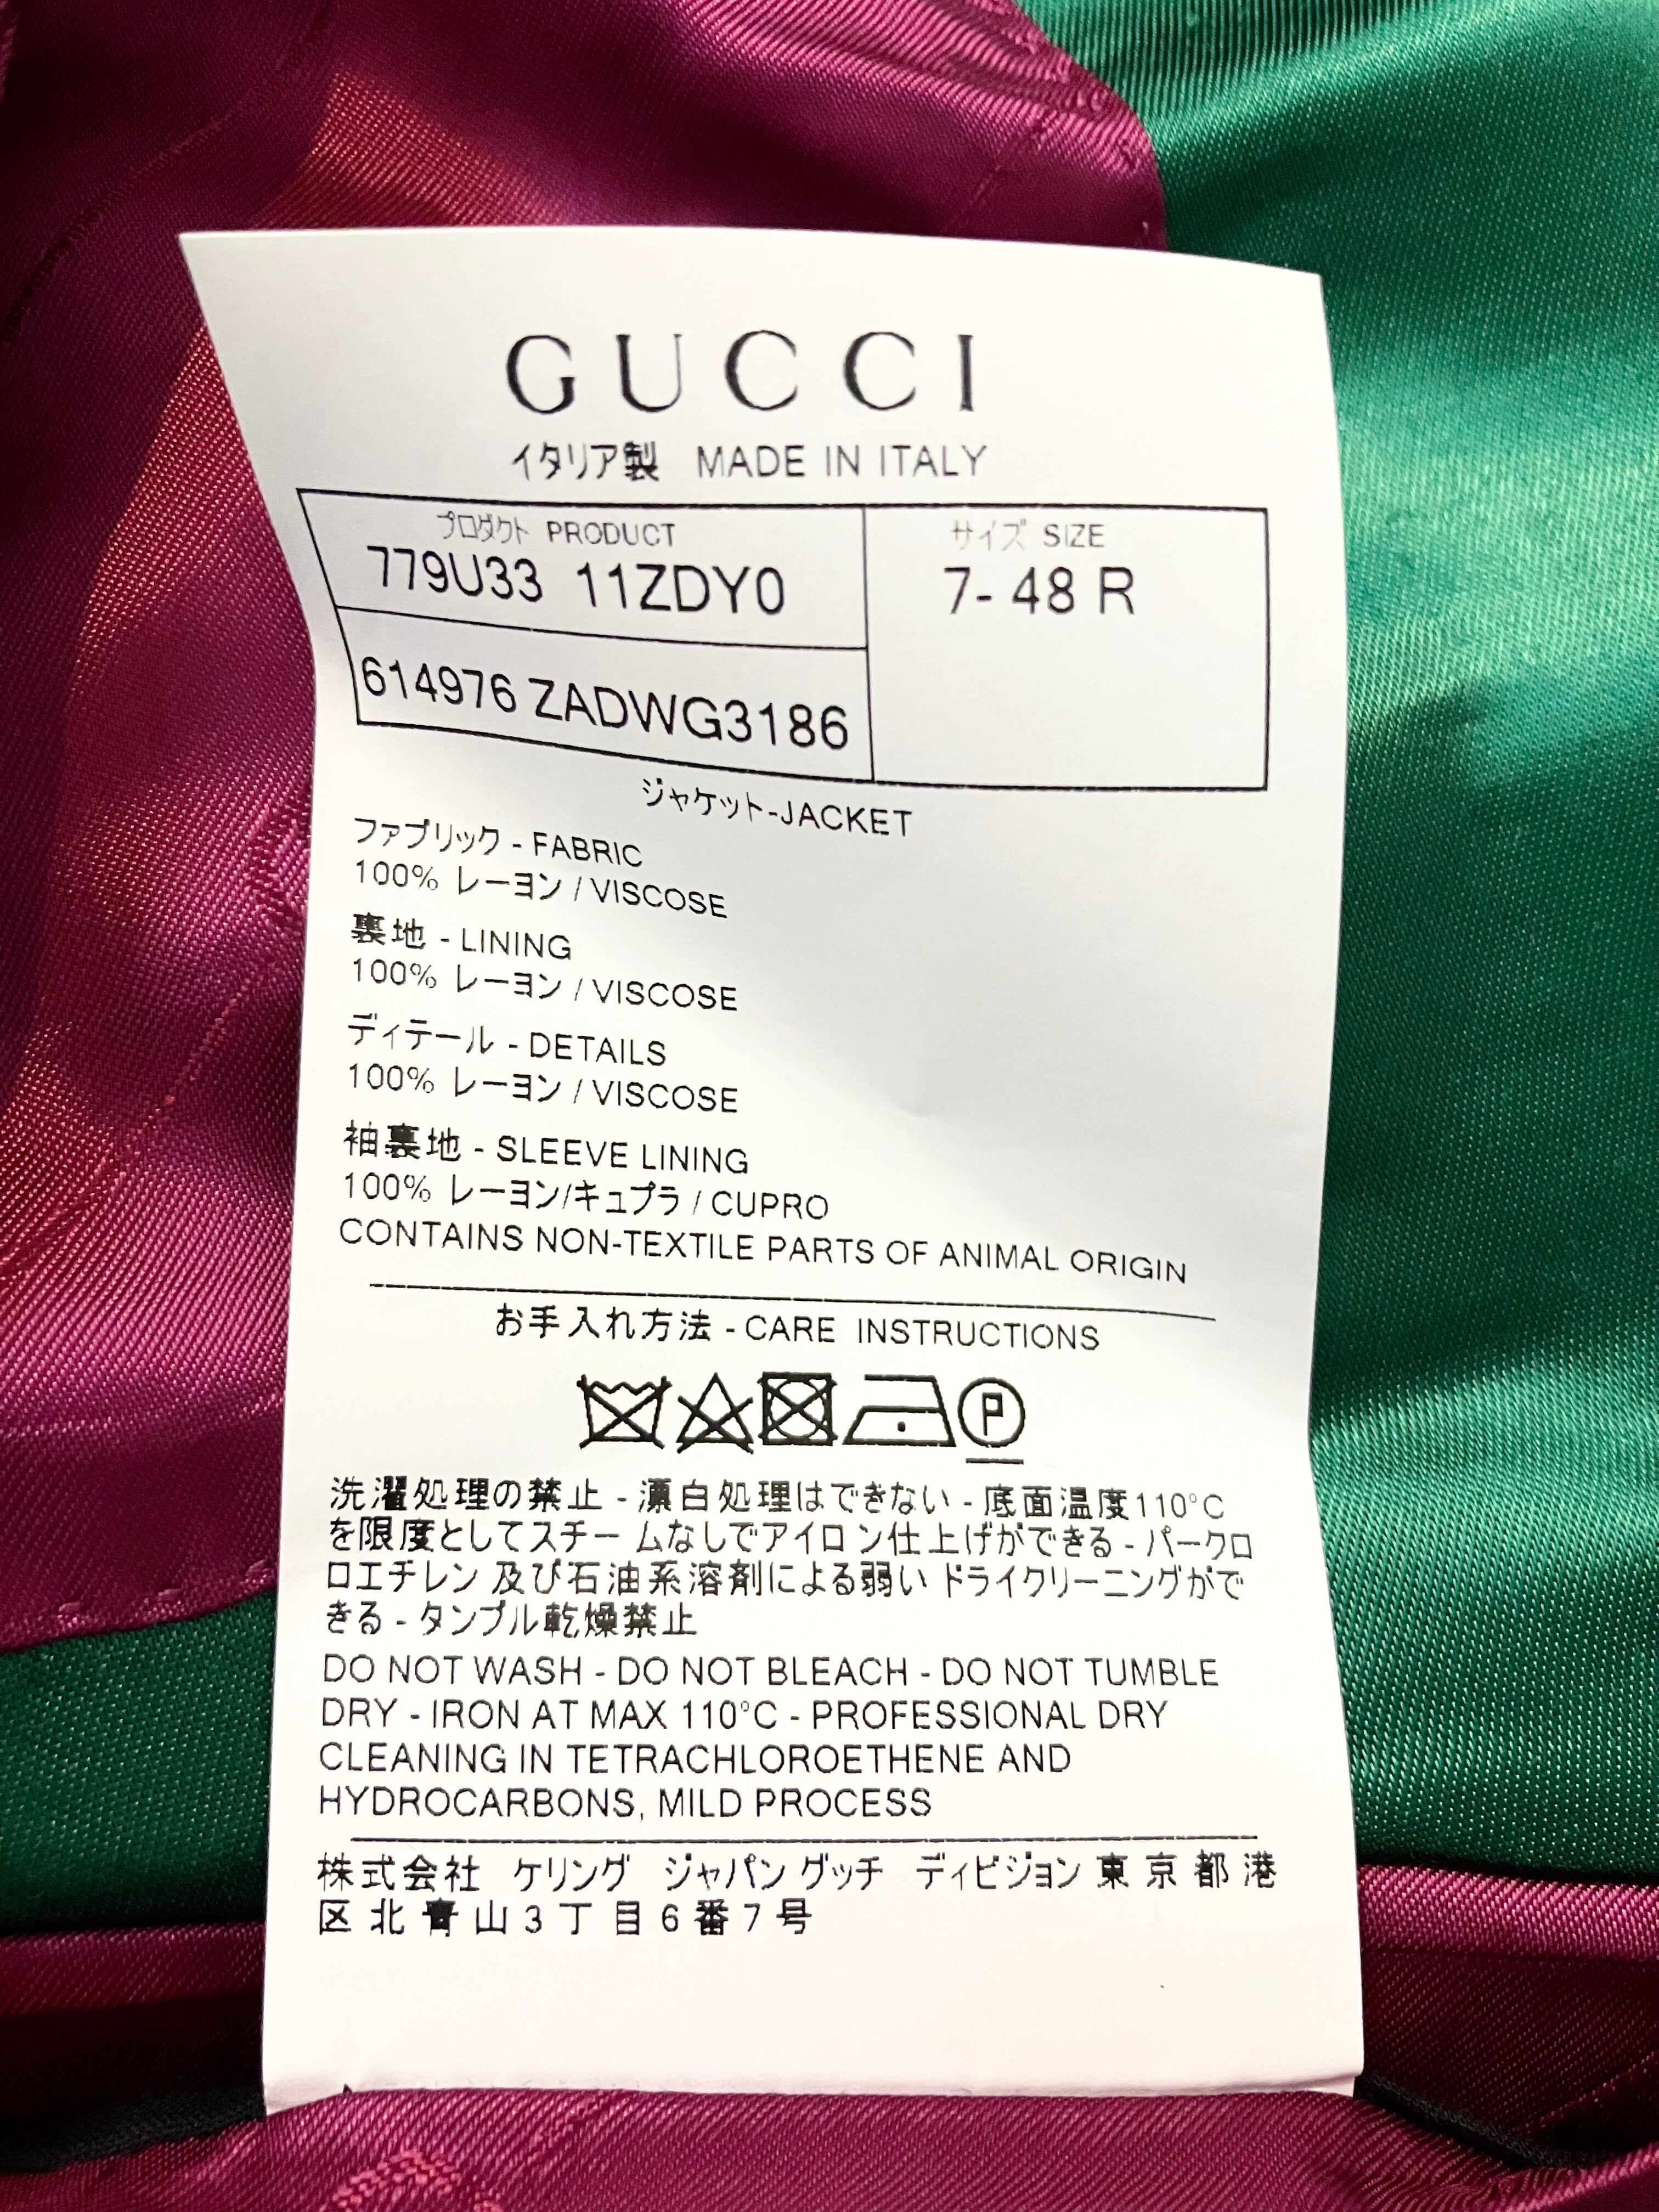 GUCCI
イタリア製 MADE IN ITALY
プロダクト PRODUCT
サイズ SIZE
779U33 11ZDY0
7- 48 R
614976 ZADWG3186
ジャケット-JACKET
ファブリック - FABRIC
100% レーヨン / VISCOSE
裏地 - LINING
100% レーヨン / VISCOSE
ディテール - DETAILS
100% レーヨン / VISCOSE
袖裏地 - SLEEVE LINING
100% レーヨン/キュプラ / CUPRO
CONTAINS NON-TEXTILE PARTS OF ANIMAL ORIGIN
お手入れ方法 - CARE INSTRUCTIONS
P
洗濯処理の禁止 - 漂白処理はできない - 底面温度110°C
を限度としてスチームなしでアイロン仕上げができる - パークロ
ロエチレン 及び石油系溶剤による弱い ドライクリーニングがで
きる - タンブル乾燥禁止
DO NOT WASH - DO NOT BLEACH - DO NOT TUMBLE
DRY - IRON AT MAX 110°C - PROFESSIONAL DRY
CLEANING IN TETRACHLOROETHENE AND
HYDROCARBONS, MILD PROCESS
株式会社 ケリング ジャパン グッチ ディビジョン 東京都港
区北青山3丁目6番7号